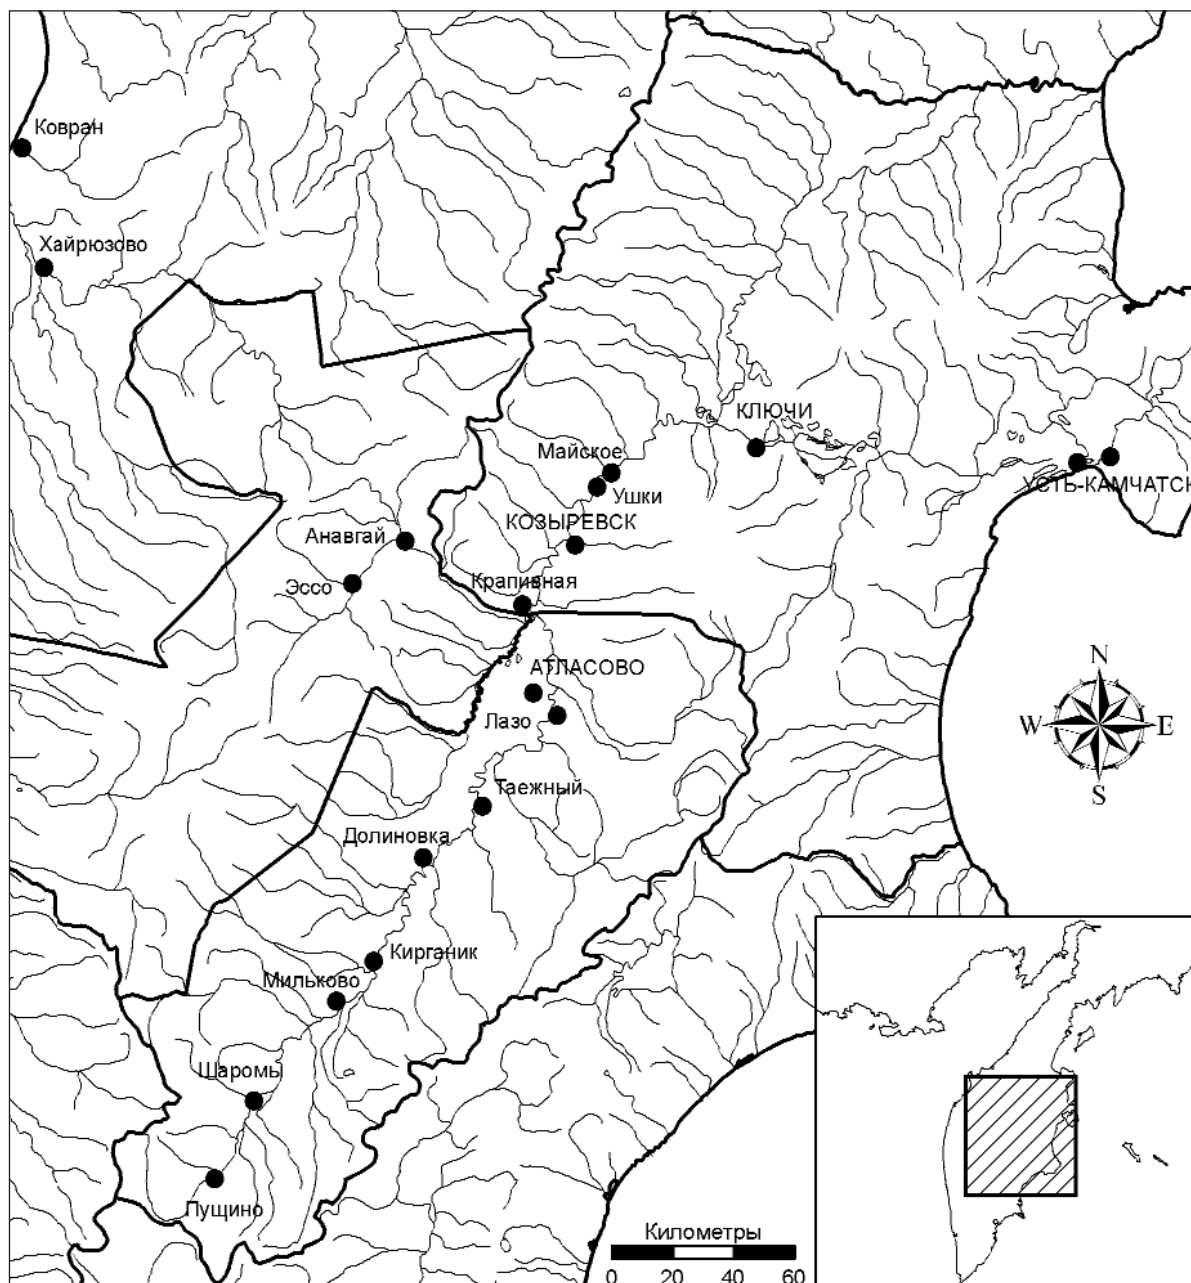 Ковран
Хайрюзово
КЛЮЧИ
Майское
Ушки
УСТЬ-КАМЧАТСК
КОЗЫРЕВСК
Анавгай
Эссо
Крапивная
АТЛАСОВО
Лазо
N
W E
S
Таежный
Долиновка
Кирганик
Мильково
Шаромы
Пущино
Километры
0 20 40 60